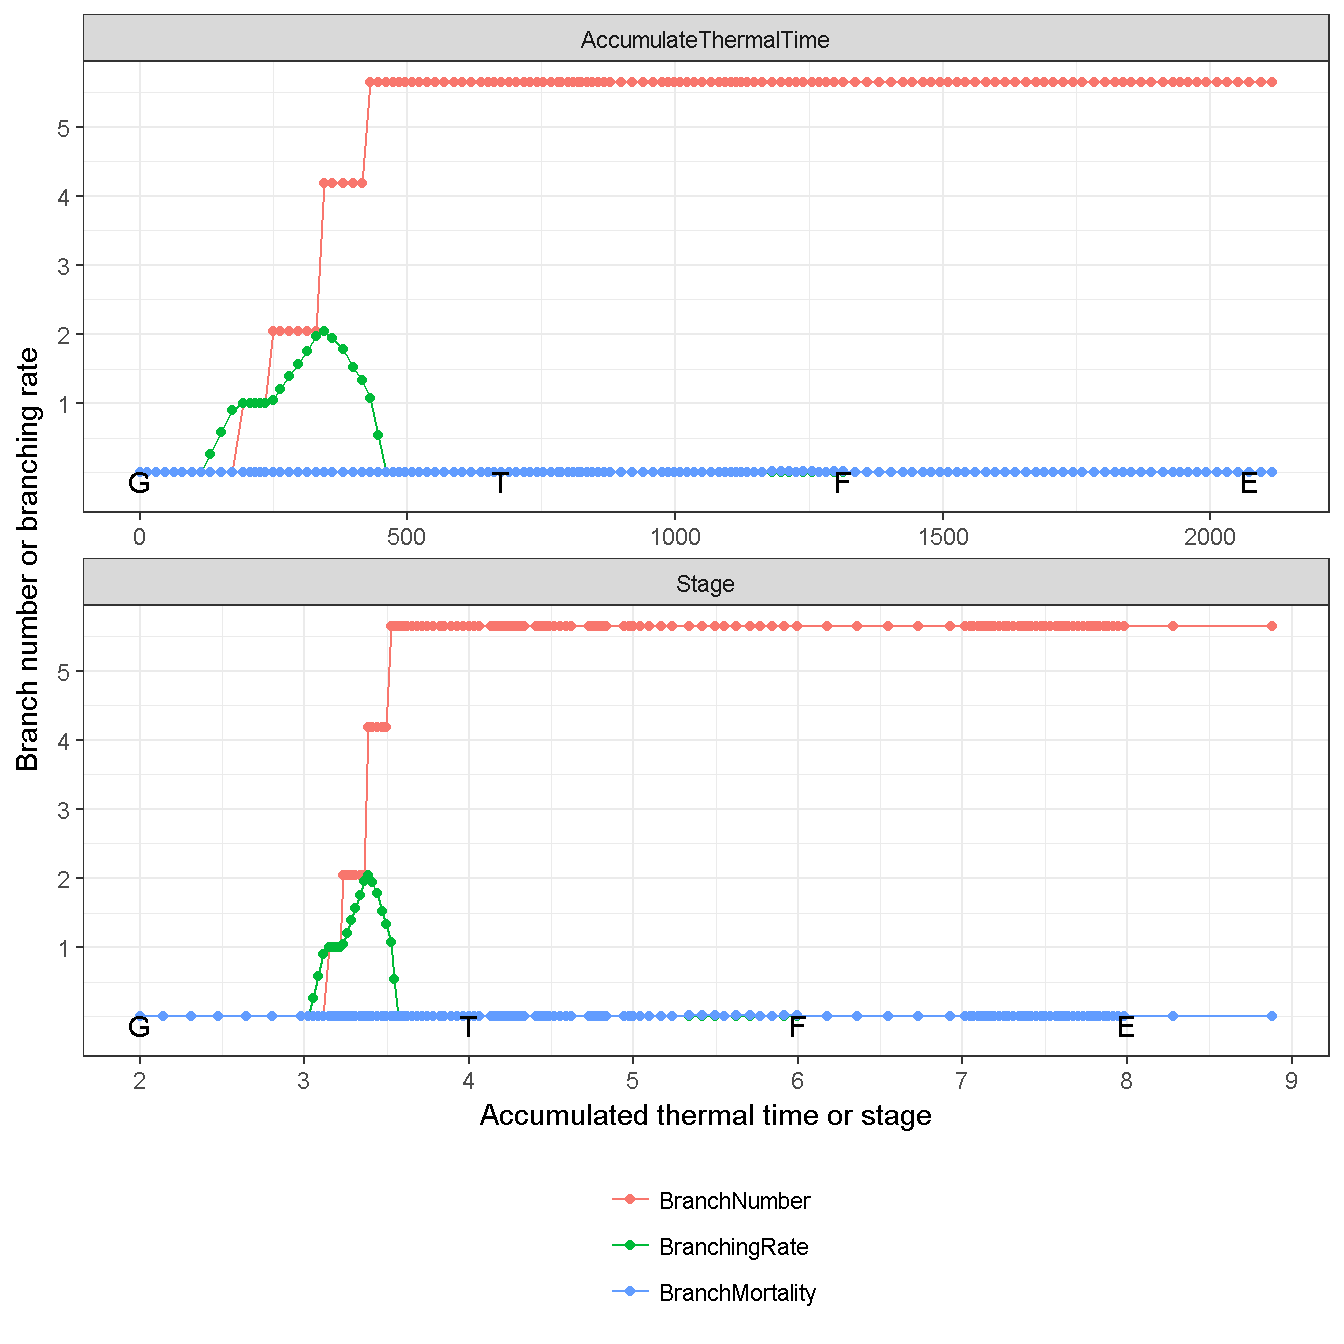 AccumulateThermalTime
5
4
3
2
1
G T F E
0 500 1000 1500 2000
Branch number or branching rate
Stage
5
4
3
2
1
G T F E
2 3 4 5 6 7 8 9
Accumulated thermal time or stage
BranchNumber
BranchingRate
BranchMortality